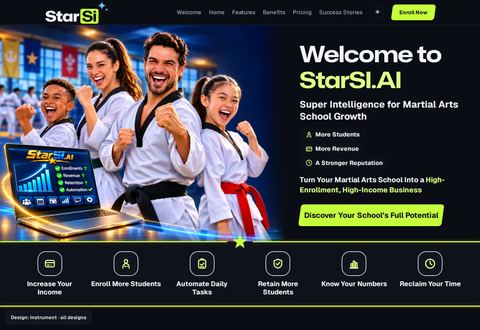 StarSi
Welcome
Home
Features
Benefits
Pricing
Success Stories
Enroll Now
Welcome to
StarSI.AI
Super Intelligence for Martial Arts
School Growth
More Students
More Revenue
A Stronger Reputation
Turn Your Martial Arts School Into a High-
Enrollment, High-Income Business
Discover Your School's Full Potential
StarSi.AI
Enrollments
Revenue
Retention
Automation
Increase Your
Income
Enroll More Students
Automate Daily
Tasks
Retain More
Students
Know Your Numbers
Reclaim Your Time
Design: Instrument · all designs